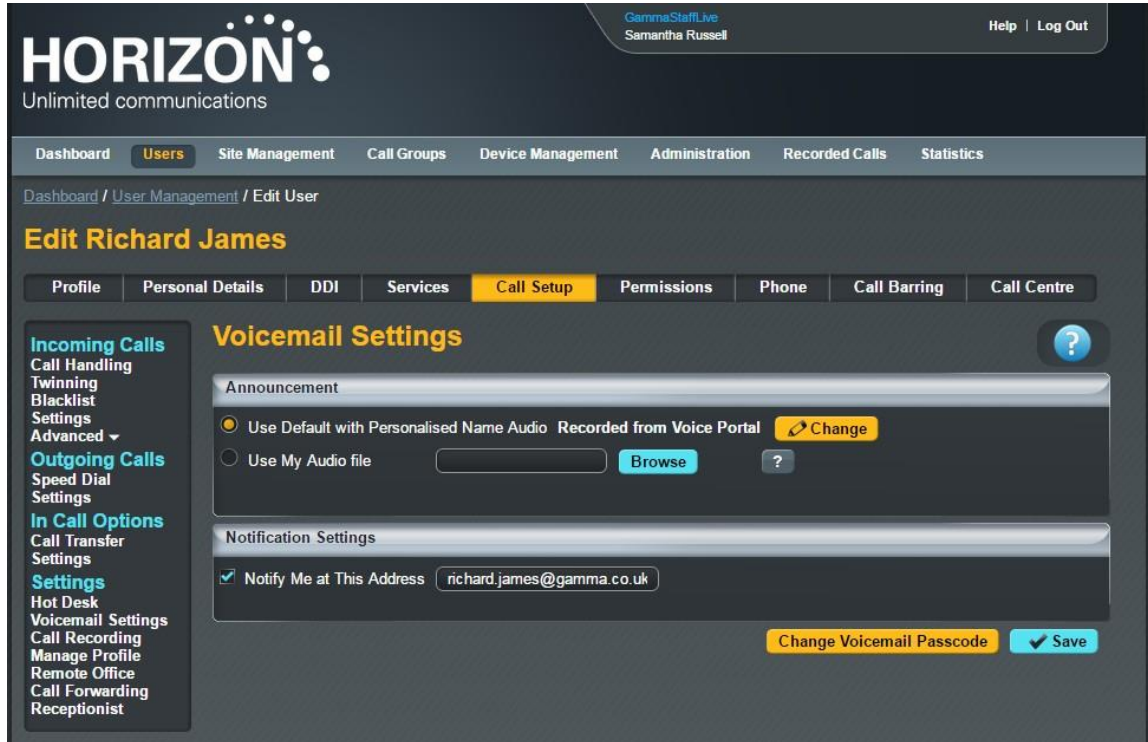 GammaStaffLive
Samantha Russell
Help | Log Out
HORIZON
Unlimited communications
Dashboard Users Site Management Call Groups Device Management Administration Recorded Calls Statistics
Dashboard / User Management / Edit User
Edit Richard James
Profile Personal Details DDI Services Call Setup Permissions Phone Call Barring Call Centre
Incoming Calls
Call Handling
Twinning
Blacklist
Settings
Advanced
Outgoing Calls
Speed Dial
Settings
In Call Options
Call Transfer
Settings
Settings
Hot Desk
Voicemail Settings
Call Recording
Manage Profile
Remote Office
Call Forwarding
Receptionist
Voicemail Settings
?
Announcement
Use Default with Personalised Name Audio Recorded from Voice Portal Change
Use My Audio file Browse ?
Notification Settings
Notify Me at This Address richard.james@gamma.co.uk
Change Voicemail Passcode Save